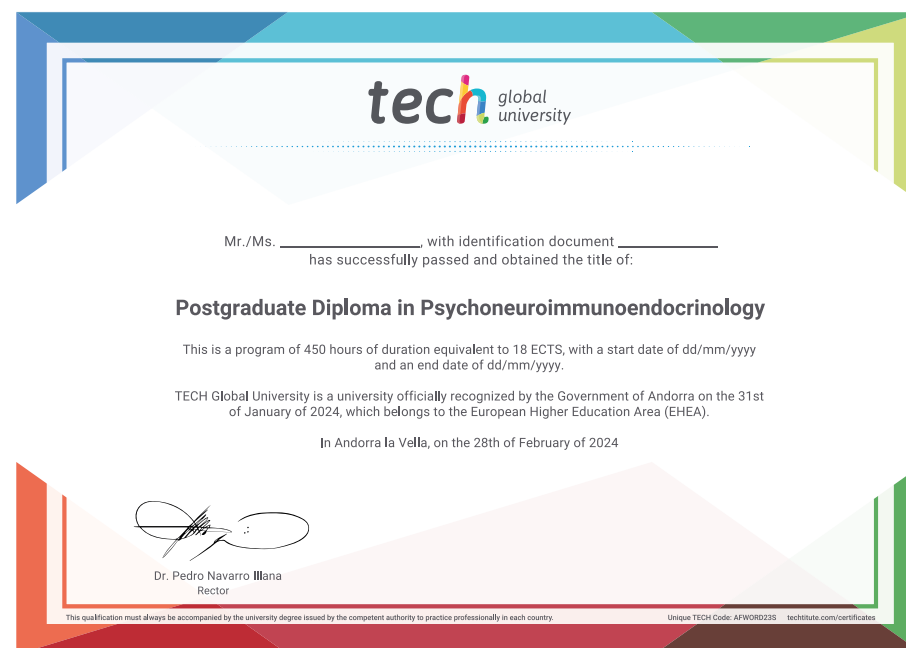 tech global university
Mr./Ms. ____________, with identification document ____________
has successfully passed and obtained the title of:
Postgraduate Diploma in Psychoneuroimmunoendocrinology
This is a program of 450 hours of duration equivalent to 18 ECTS, with a start date of dd/mm/yyyy
and an end date of dd/mm/yyyy.
TECH Global University is a university officially recognized by the Government of Andorra on the 31st
of January of 2024, which belongs to the European Higher Education Area (EHEA).
In Andorra la Vella, on the 28th of February of 2024
Dr. Pedro Navarro Illana
Rector
This qualification must always be accompanied by the university degree issued by the competent authority to practice professionally in each country.
Unique TECH Code: AFWORD23S techtitute.com/certificates